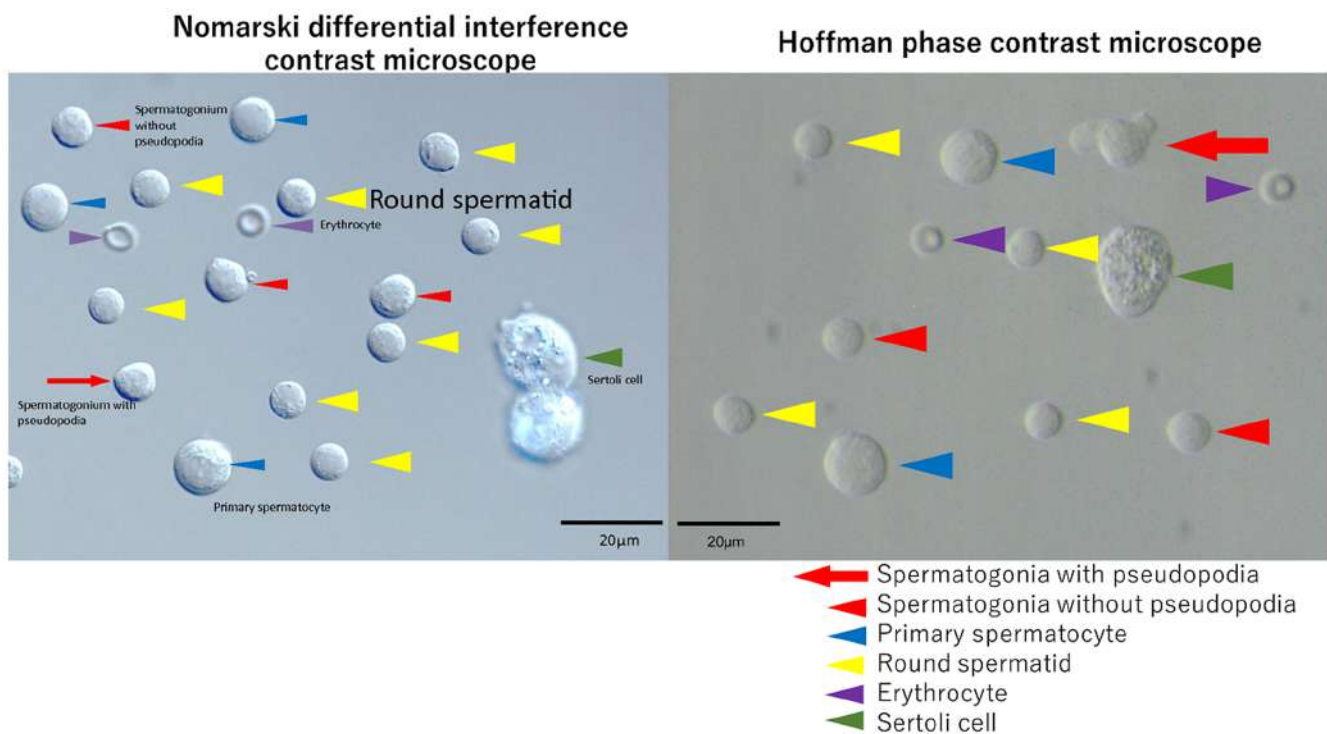 Nomarski differential interference
contrast microscope
Hoffman phase contrast microscope
Spermatogonium
without
pseudopodia
Round spermatid
Erythrocyte
Sertoli cell
Spermatogonium with
pseudopodia
Primary spermatocyte
20μm
20μm
Spermatogonia with pseudopodia
Spermatogonia without pseudopodia
Primary spermatocyte
Round spermatid
Erythrocyte
Sertoli cell